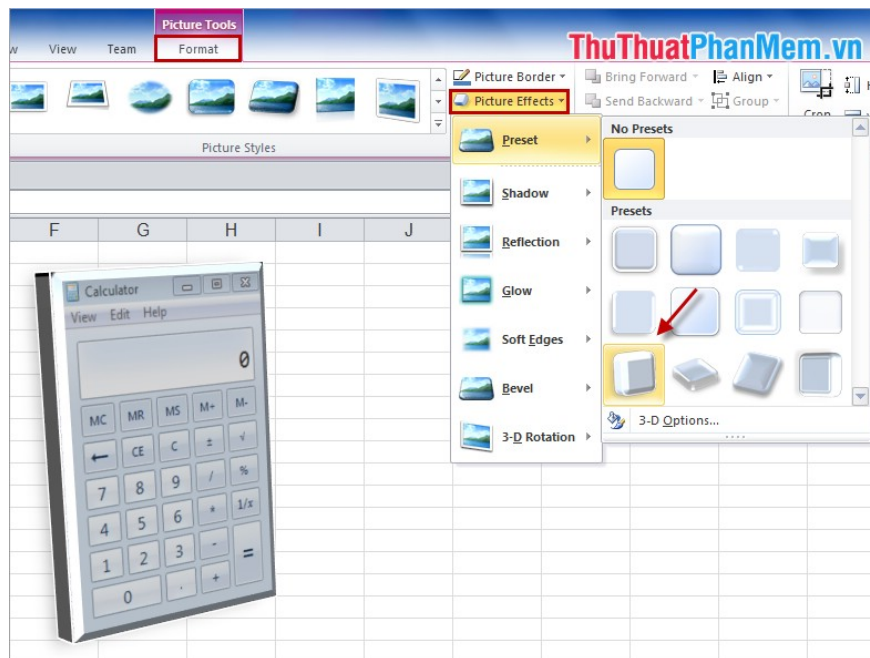 Picture Tools
w View Team Format
ThuThuatPhanMem.vn
Picture Border
Bring Forward
Align
Picture Effects
Send Backward
Group
Crop
Picture Styles
Preset
Shadow
Reflection
Glow
Soft Edges
Bevel
3-D Rotation
No Presets
Presets
3-D Options...
F G H I J
Calculator
View Edit Help
0
MC MR MS M+ M-
← CE C ± √
7 8 9 / %
4 5 6 * 1/x
1 2 3 - =
0 . +